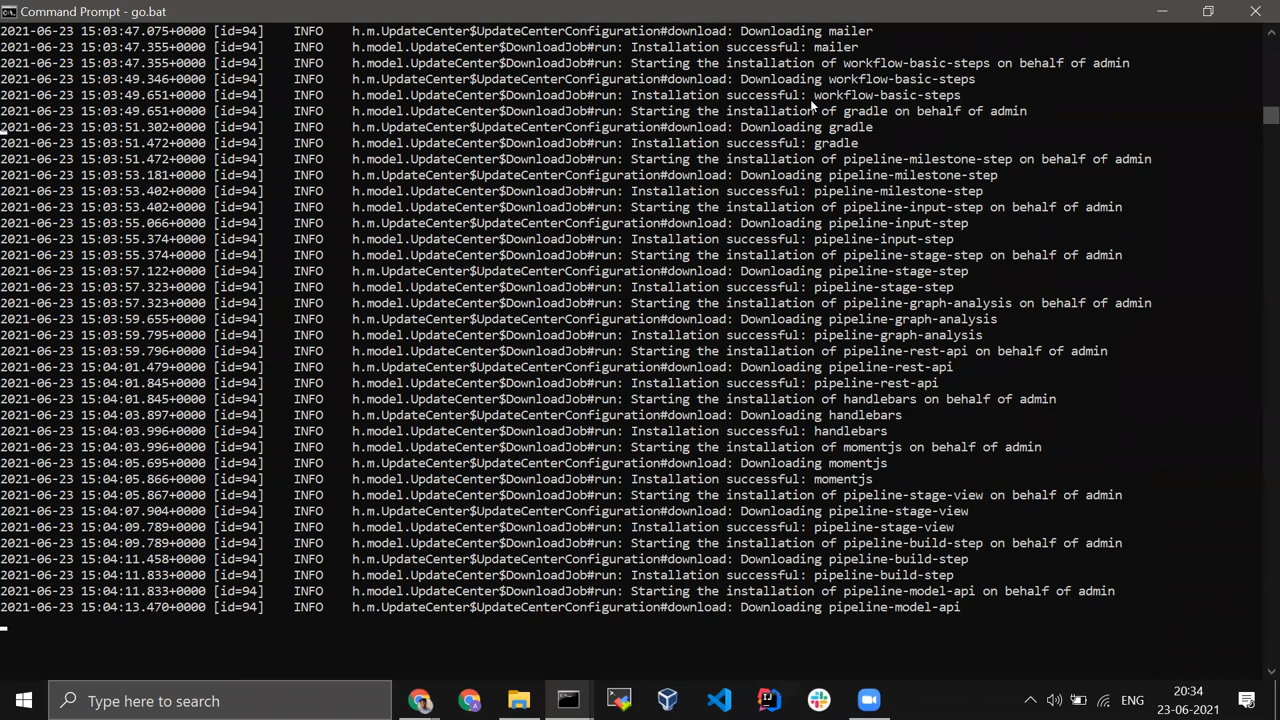 Command Prompt - go.bat
2021-06-23 15:03:47.075+0000 [id=94] INFO h.m.UpdateCenter$UpdateCenterConfiguration#download: Downloading mailer
2021-06-23 15:03:47.355+0000 [id=94] INFO h.model.UpdateCenter$DownloadJob#run: Installation successful: mailer
2021-06-23 15:03:47.355+0000 [id=94] INFO h.model.UpdateCenter$DownloadJob#run: Starting the installation of workflow-basic-steps on behalf of admin
2021-06-23 15:03:49.346+0000 [id=94] INFO h.m.UpdateCenter$UpdateCenterConfiguration#download: Downloading workflow-basic-steps
2021-06-23 15:03:49.651+0000 [id=94] INFO h.model.UpdateCenter$DownloadJob#run: Installation successful: workflow-basic-steps
2021-06-23 15:03:49.651+0000 [id=94] INFO h.model.UpdateCenter$DownloadJob#run: Starting the installation of gradle on behalf of admin
2021-06-23 15:03:51.302+0000 [id=94] INFO h.m.UpdateCenter$UpdateCenterConfiguration#download: Downloading gradle
2021-06-23 15:03:51.472+0000 [id=94] INFO h.model.UpdateCenter$DownloadJob#run: Installation successful: gradle
2021-06-23 15:03:51.472+0000 [id=94] INFO h.model.UpdateCenter$DownloadJob#run: Starting the installation of pipeline-milestone-step on behalf of admin
2021-06-23 15:03:53.181+0000 [id=94] INFO h.m.UpdateCenter$UpdateCenterConfiguration#download: Downloading pipeline-milestone-step
2021-06-23 15:03:53.402+0000 [id=94] INFO h.model.UpdateCenter$DownloadJob#run: Installation successful: pipeline-milestone-step
2021-06-23 15:03:53.402+0000 [id=94] INFO h.model.UpdateCenter$DownloadJob#run: Starting the installation of pipeline-input-step on behalf of admin
2021-06-23 15:03:55.066+0000 [id=94] INFO h.m.UpdateCenter$UpdateCenterConfiguration#download: Downloading pipeline-input-step
2021-06-23 15:03:55.374+0000 [id=94] INFO h.model.UpdateCenter$DownloadJob#run: Installation successful: pipeline-input-step
2021-06-23 15:03:55.374+0000 [id=94] INFO h.model.UpdateCenter$DownloadJob#run: Starting the installation of pipeline-stage-step on behalf of admin
2021-06-23 15:03:57.122+0000 [id=94] INFO h.m.UpdateCenter$UpdateCenterConfiguration#download: Downloading pipeline-stage-step
2021-06-23 15:03:57.323+0000 [id=94] INFO h.model.UpdateCenter$DownloadJob#run: Installation successful: pipeline-stage-step
2021-06-23 15:03:57.323+0000 [id=94] INFO h.model.UpdateCenter$DownloadJob#run: Starting the installation of pipeline-graph-analysis on behalf of admin
2021-06-23 15:03:59.655+0000 [id=94] INFO h.m.UpdateCenter$UpdateCenterConfiguration#download: Downloading pipeline-graph-analysis
2021-06-23 15:03:59.795+0000 [id=94] INFO h.model.UpdateCenter$DownloadJob#run: Installation successful: pipeline-graph-analysis
2021-06-23 15:03:59.796+0000 [id=94] INFO h.model.UpdateCenter$DownloadJob#run: Starting the installation of pipeline-rest-api on behalf of admin
2021-06-23 15:04:01.479+0000 [id=94] INFO h.m.UpdateCenter$UpdateCenterConfiguration#download: Downloading pipeline-rest-api
2021-06-23 15:04:01.845+0000 [id=94] INFO h.model.UpdateCenter$DownloadJob#run: Installation successful: pipeline-rest-api
2021-06-23 15:04:01.845+0000 [id=94] INFO h.model.UpdateCenter$DownloadJob#run: Starting the installation of handlebars on behalf of admin
2021-06-23 15:04:03.897+0000 [id=94] INFO h.m.UpdateCenter$UpdateCenterConfiguration#download: Downloading handlebars
2021-06-23 15:04:03.996+0000 [id=94] INFO h.model.UpdateCenter$DownloadJob#run: Installation successful: handlebars
2021-06-23 15:04:03.996+0000 [id=94] INFO h.model.UpdateCenter$DownloadJob#run: Starting the installation of momentjs on behalf of admin
2021-06-23 15:04:05.695+0000 [id=94] INFO h.m.UpdateCenter$UpdateCenterConfiguration#download: Downloading momentjs
2021-06-23 15:04:05.866+0000 [id=94] INFO h.model.UpdateCenter$DownloadJob#run: Installation successful: momentjs
2021-06-23 15:04:05.867+0000 [id=94] INFO h.model.UpdateCenter$DownloadJob#run: Starting the installation of pipeline-stage-view on behalf of admin
2021-06-23 15:04:07.904+0000 [id=94] INFO h.m.UpdateCenter$UpdateCenterConfiguration#download: Downloading pipeline-stage-view
2021-06-23 15:04:09.789+0000 [id=94] INFO h.model.UpdateCenter$DownloadJob#run: Installation successful: pipeline-stage-view
2021-06-23 15:04:09.789+0000 [id=94] INFO h.model.UpdateCenter$DownloadJob#run: Starting the installation of pipeline-build-step on behalf of admin
2021-06-23 15:04:11.458+0000 [id=94] INFO h.m.UpdateCenter$UpdateCenterConfiguration#download: Downloading pipeline-build-step
2021-06-23 15:04:11.833+0000 [id=94] INFO h.model.UpdateCenter$DownloadJob#run: Installation successful: pipeline-build-step
2021-06-23 15:04:11.833+0000 [id=94] INFO h.model.UpdateCenter$DownloadJob#run: Starting the installation of pipeline-model-api on behalf of admin
2021-06-23 15:04:13.470+0000 [id=94] INFO h.m.UpdateCenter$UpdateCenterConfiguration#download: Downloading pipeline-model-api
Type here to search
ENG
20:34
23-06-2021